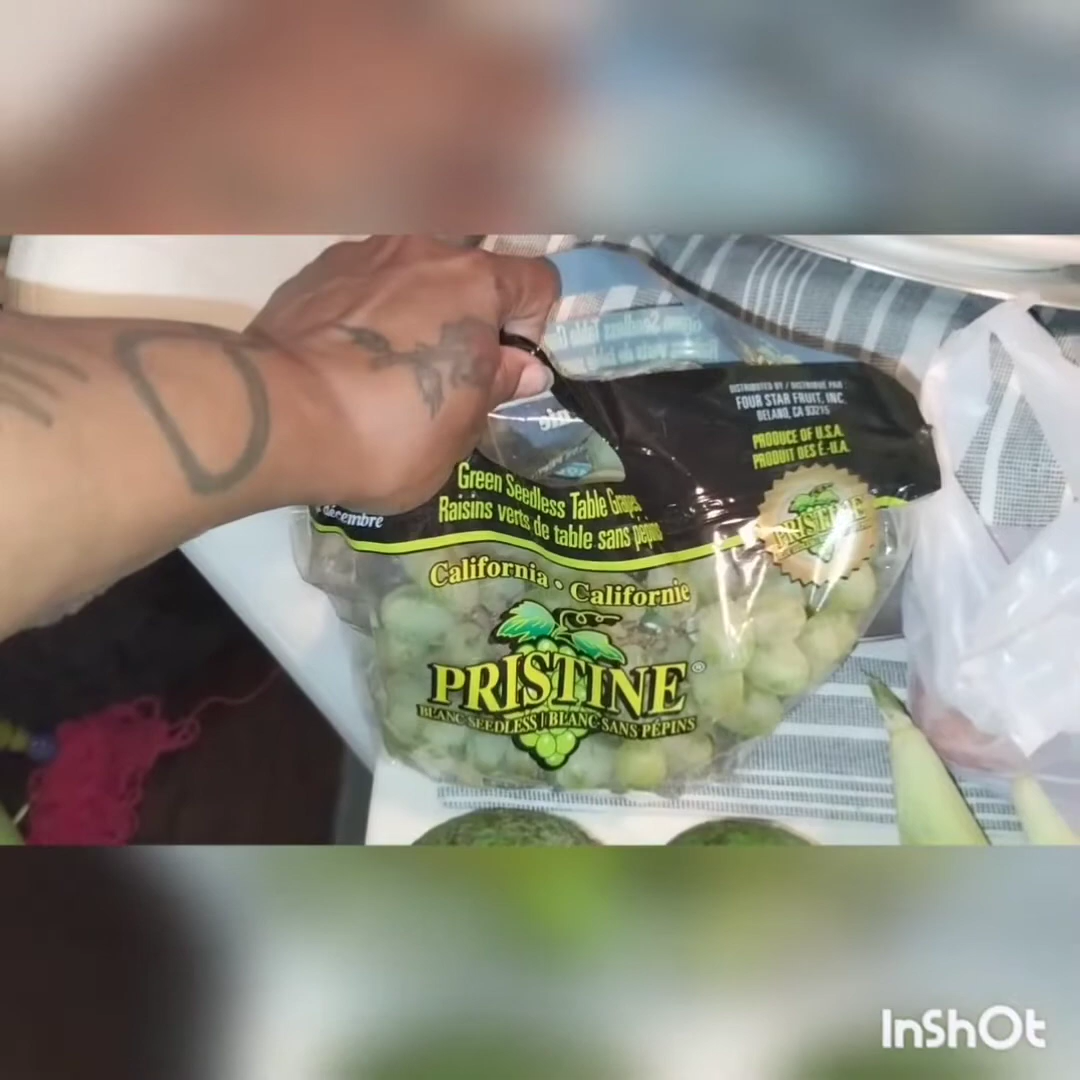 DISTRIBUTED BY / DISTRIBUÉ PAR
FOUR STAR FRUIT, INC.
DELANO, CA 93215
PRODUCE OF U.S.A.
PRODUIT DES É.-U.A.
Green Seedless Table Grapes
Raisins verts de table sans pépins
décembre
PRISTINE
California • Californie
PRISTINE®
BLANC SEEDLESS | BLANC SANS PÉPINS
D
InShOt